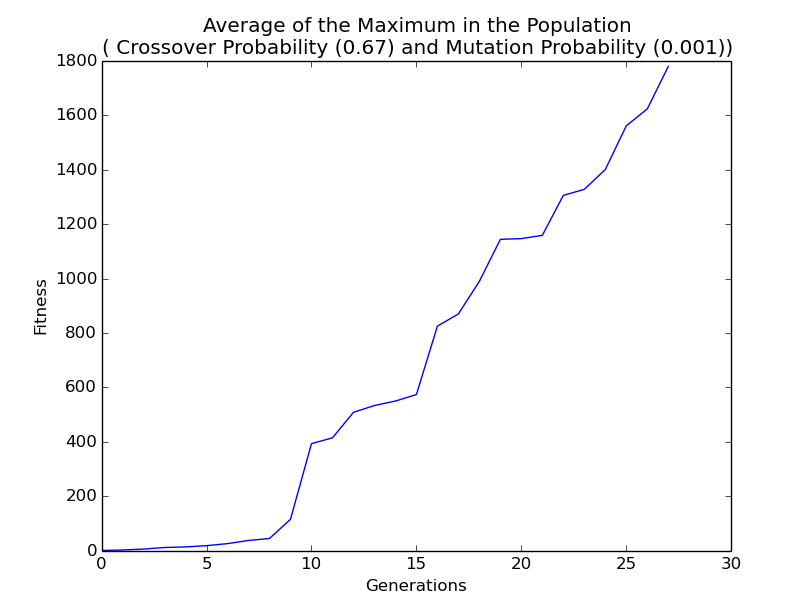 Average of the Maximum in the Population
( Crossover Probability (0.67) and Mutation Probability (0.001))
1800
1600
1400
1200
1000
800
600
400
200
0
Fitness
0 5 10 15 20 25 30
Generations